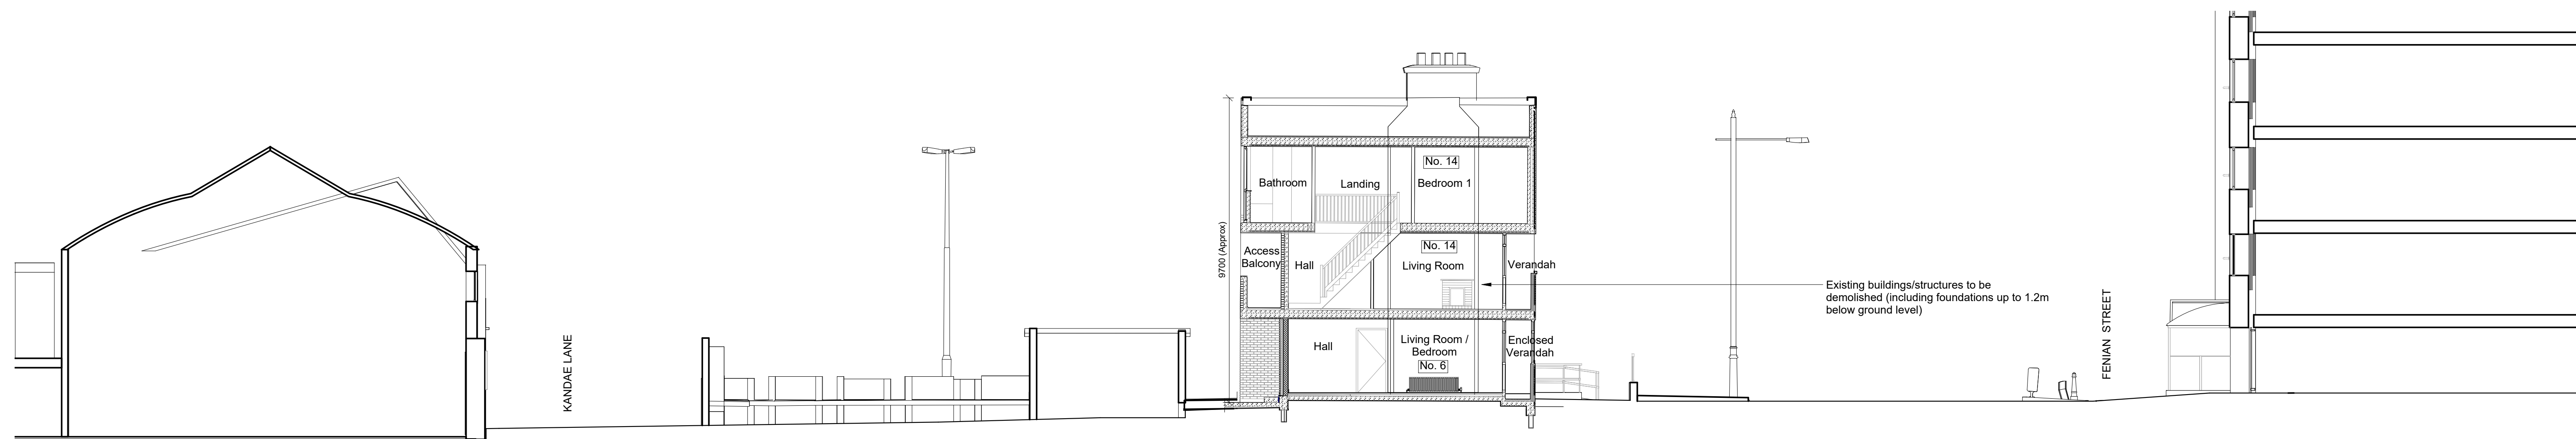 KANDAE LANE
9700 (Approx)
Bathroom
Landing
No. 14
Bedroom 1
Access
Balcony
Hall
No. 14
Living Room
Verandah
Hall
Living Room /
Bedroom
No. 6
Enclosed
Verandah
Existing buildings/structures to be
demolished (including foundations up to 1.2m
below ground level)
FENIAN STREET